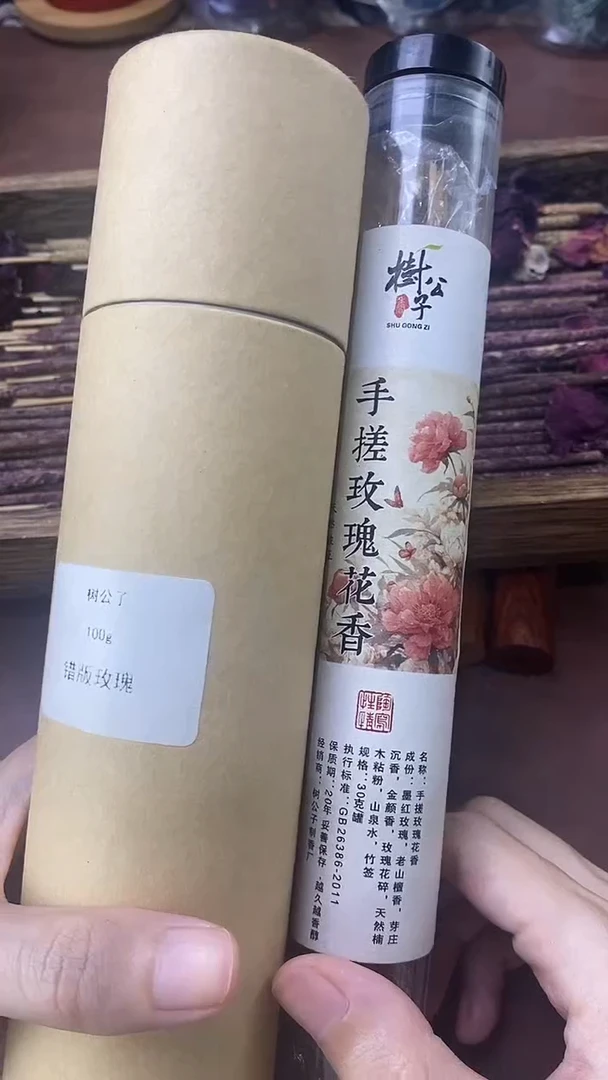 树公了
100g
错版玫瑰
樹公子
SHU GONG ZI
手搓玫瑰花香
名称：手搓玫瑰花香
成份：墨红玫瑰，老山檀香，芽庄
沉香，金颜香，玫瑰花碎，天然楠
木粘粉，山泉水，竹签
规格：30克/罐
执行标准：GB26386-2011
保质期：20年 妥善保存，越久越香醇
经销商：树公子制香厂